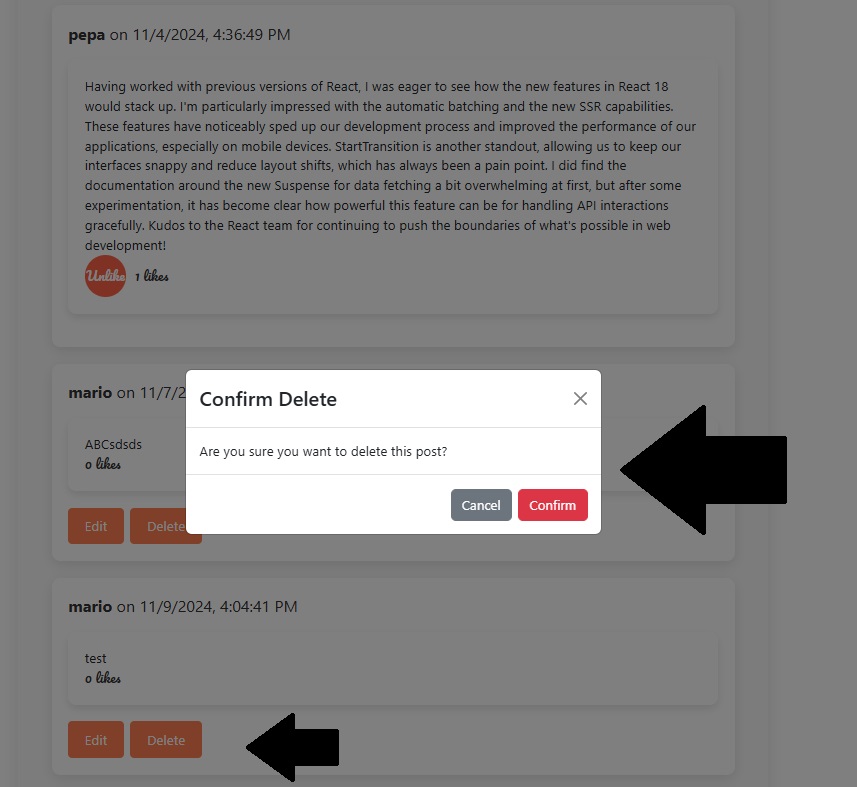 pepa on 11/4/2024, 4:36:49 PM
Having worked with previous versions of React, I was eager to see how the new features in React 18
would stack up. I'm particularly impressed with the automatic batching and the new SSR capabilities.
These features have noticeably sped up our development process and improved the performance of our
applications, especially on mobile devices. StartTransition is another standout, allowing us to keep our
interfaces snappy and reduce layout shifts, which has always been a pain point. I did find the
documentation around the new Suspense for data fetching a bit overwhelming at first, but after some
experimentation, it has become clear how powerful this feature can be for handling API interactions
gracefully. Kudos to the React team for continuing to push the boundaries of what's possible in web
development!
Unlike 1 likes
mario on 11/7/2
ABCsdsds
0 likes
Edit Delete
Confirm Delete
Are you sure you want to delete this post?
Cancel Confirm
mario on 11/9/2024, 4:04:41 PM
test
0 likes
Edit Delete